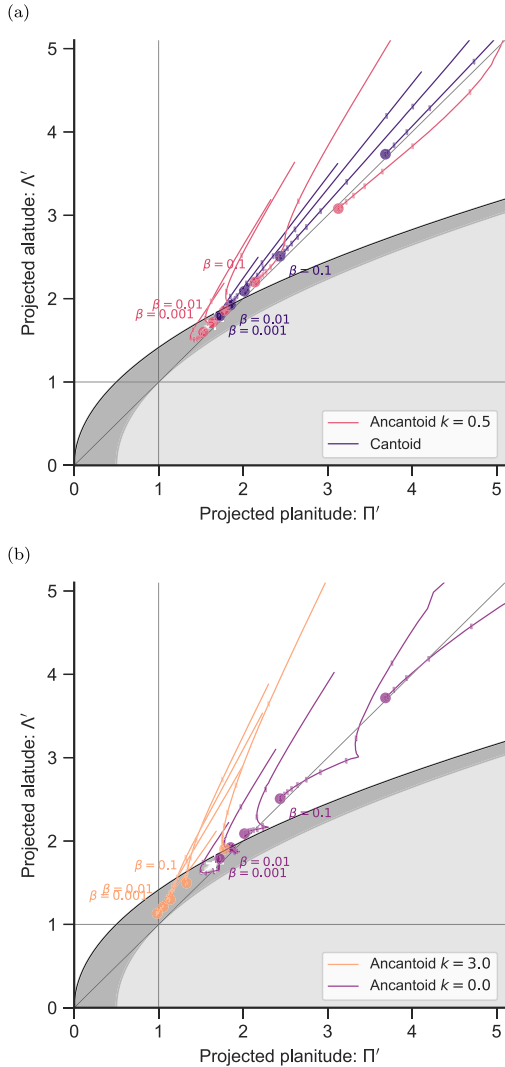 (a)
5
4
3
2
1
0
Projected alatude: Λ′
β = 0.1
β = 0.01
β = 0.001
β = 0.1
β = 0.01
β = 0.001
Ancantoid k = 0.5
Cantoid
0 1 2 3 4 5
Projected planitude: Π′
(b)
5
4
3
2
1
0
Projected alatude: Λ′
β = 0.1
β = 0.1
β = 0.01
β = 0.001
β = 0.01
β = 0.001
Ancantoid k = 3.0
Ancantoid k = 0.0
0 1 2 3 4 5
Projected planitude: Π′